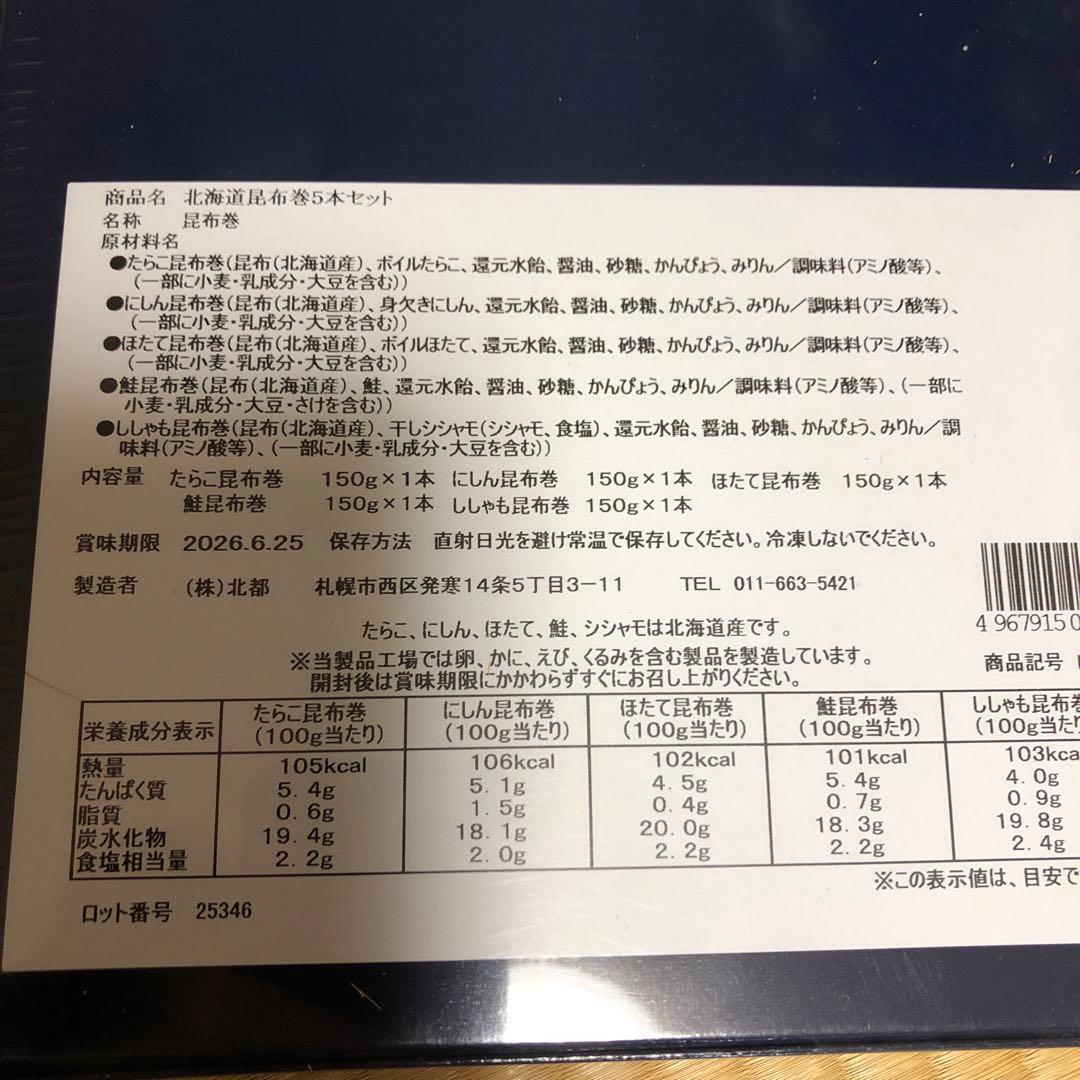 商品名 北海道昆布巻5本セット
名称 昆布巻
原材料名
●たらこ昆布巻(昆布(北海道産)、ボイルたらこ、還元水飴、醤油、砂糖、かんぴょう、みりん／調味料(アミノ酸等)、
(一部に小麦・乳成分・大豆を含む))
●にしん昆布巻(昆布(北海道産)、身欠きにしん、還元水飴、醤油、砂糖、かんぴょう、みりん／調味料(アミノ酸等)、
(一部に小麦・乳成分・大豆を含む))
●ほたて昆布巻(昆布(北海道産)、ボイルほたて、還元水飴、醤油、砂糖、かんぴょう、みりん／調味料(アミノ酸等)、
(一部に小麦・乳成分・大豆を含む))
●鮭昆布巻(昆布(北海道産)、鮭、還元水飴、醤油、砂糖、かんぴょう、みりん／調味料(アミノ酸等)、(一部に
小麦・乳成分・大豆・さけを含む))
●ししゃも昆布巻(昆布(北海道産)、干しシシャモ(シシャモ、食塩)、還元水飴、醤油、砂糖、かんぴょう、みりん／調
味料(アミノ酸等)、(一部に小麦・乳成分・大豆を含む))
内容量 たらこ昆布巻 150g×1本 にしん昆布巻 150g×1本 ほたて昆布巻 150g×1本
鮭昆布巻 150g×1本 ししゃも昆布巻 150g×1本
賞味期限 2026.6.25 保存方法 直射日光を避け常温で保存してください。冷凍しないでください。
製造者 (株)北都 札幌市西区発寒14条5丁目3-11 TEL 011-663-5421
4 967915 0
たらこ、にしん、ほたて、鮭、シシャモは北海道産です。
※当製品工場では卵、かに、えび、くるみを含む製品を製造しています。
商品記号
開封後は賞味期限にかかわらずすぐにお召し上がりください。
栄養成分表示 たらこ昆布巻(100g当たり) にしん昆布巻(100g当たり) ほたて昆布巻(100g当たり) 鮭昆布巻(100g当たり) ししゃも昆布巻(100g当た
熱量 105kcal 106kcal 102kcal 101kcal 103kca
たんぱく質 5.4g 5.1g 4.5g 5.4g 4.0g
脂質 0.6g 1.5g 0.4g 0.7g 0.9g
炭水化物 19.4g 18.1g 20.0g 18.3g 19.8g
食塩相当量 2.2g 2.0g 2.2g 2.2g 2.4g
※この表示値は、目安で
ロット番号 25346